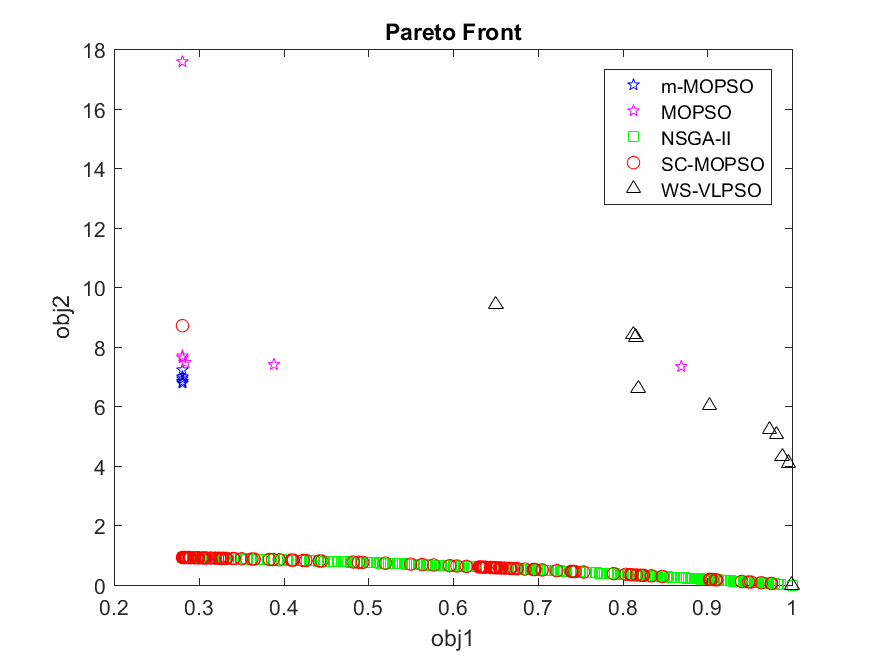 Pareto Front
18
16
14
12
10
8
6
4
2
0
obj2
m-MOPSO
MOPSO
NSGA-II
SC-MOPSO
WS-VLPSO
0.2 0.3 0.4 0.5 0.6 0.7 0.8 0.9 1
obj1